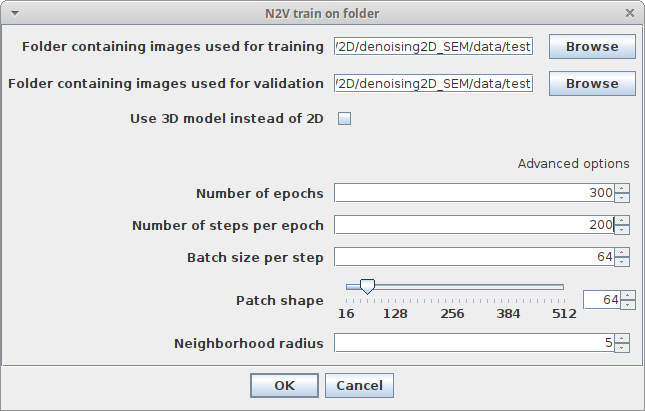 N2V train on folder
Folder containing images used for training /2D/denoising2D_SEM/data/test Browse
Folder containing images used for validation /2D/denoising2D_SEM/data/test Browse
Use 3D model instead of 2D
Advanced options
Number of epochs 300
Number of steps per epoch 200
Batch size per step 64
Patch shape 64
16 128 256 384 512
Neighborhood radius 5
OK Cancel